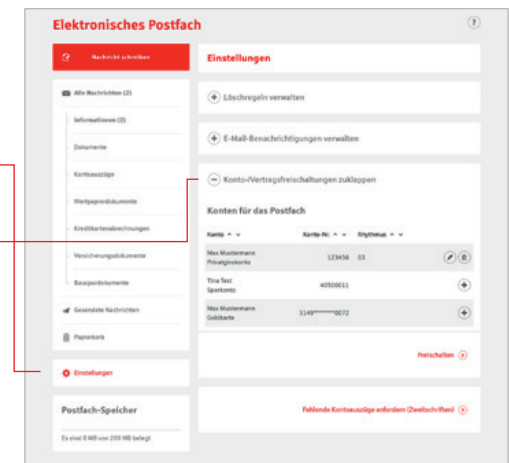 Elektronisches Postfach
?
Nachricht schreiben
Alle Nachrichten (2)
Informationen (2)
Dokumente
Kontoauszüge
Wertpapierdokumente
Kreditkartenabrechnungen
Versicherungsdokumente
Bauspardokumente
Gesendete Nachrichten
Papierkorb
Einstellungen
Postfach-Speicher
Es sind 0 MB von 200 MB belegt
Einstellungen
Löschregeln verwalten
E-Mail-Benachrichtigungen verwalten
Konto-/Vertragsfreischaltungen zuklappen
Konten für das Postfach
Konto Konto-Nr. Rhythmus
Max Mustermann
Privatgirokonto 123456 03
Tina Test
Sparkonto 40500011
Max Mustermann
Goldkarte 5149********0072
Freischalten
Fehlende Kontoauszüge anfordern (Zweitschriften)